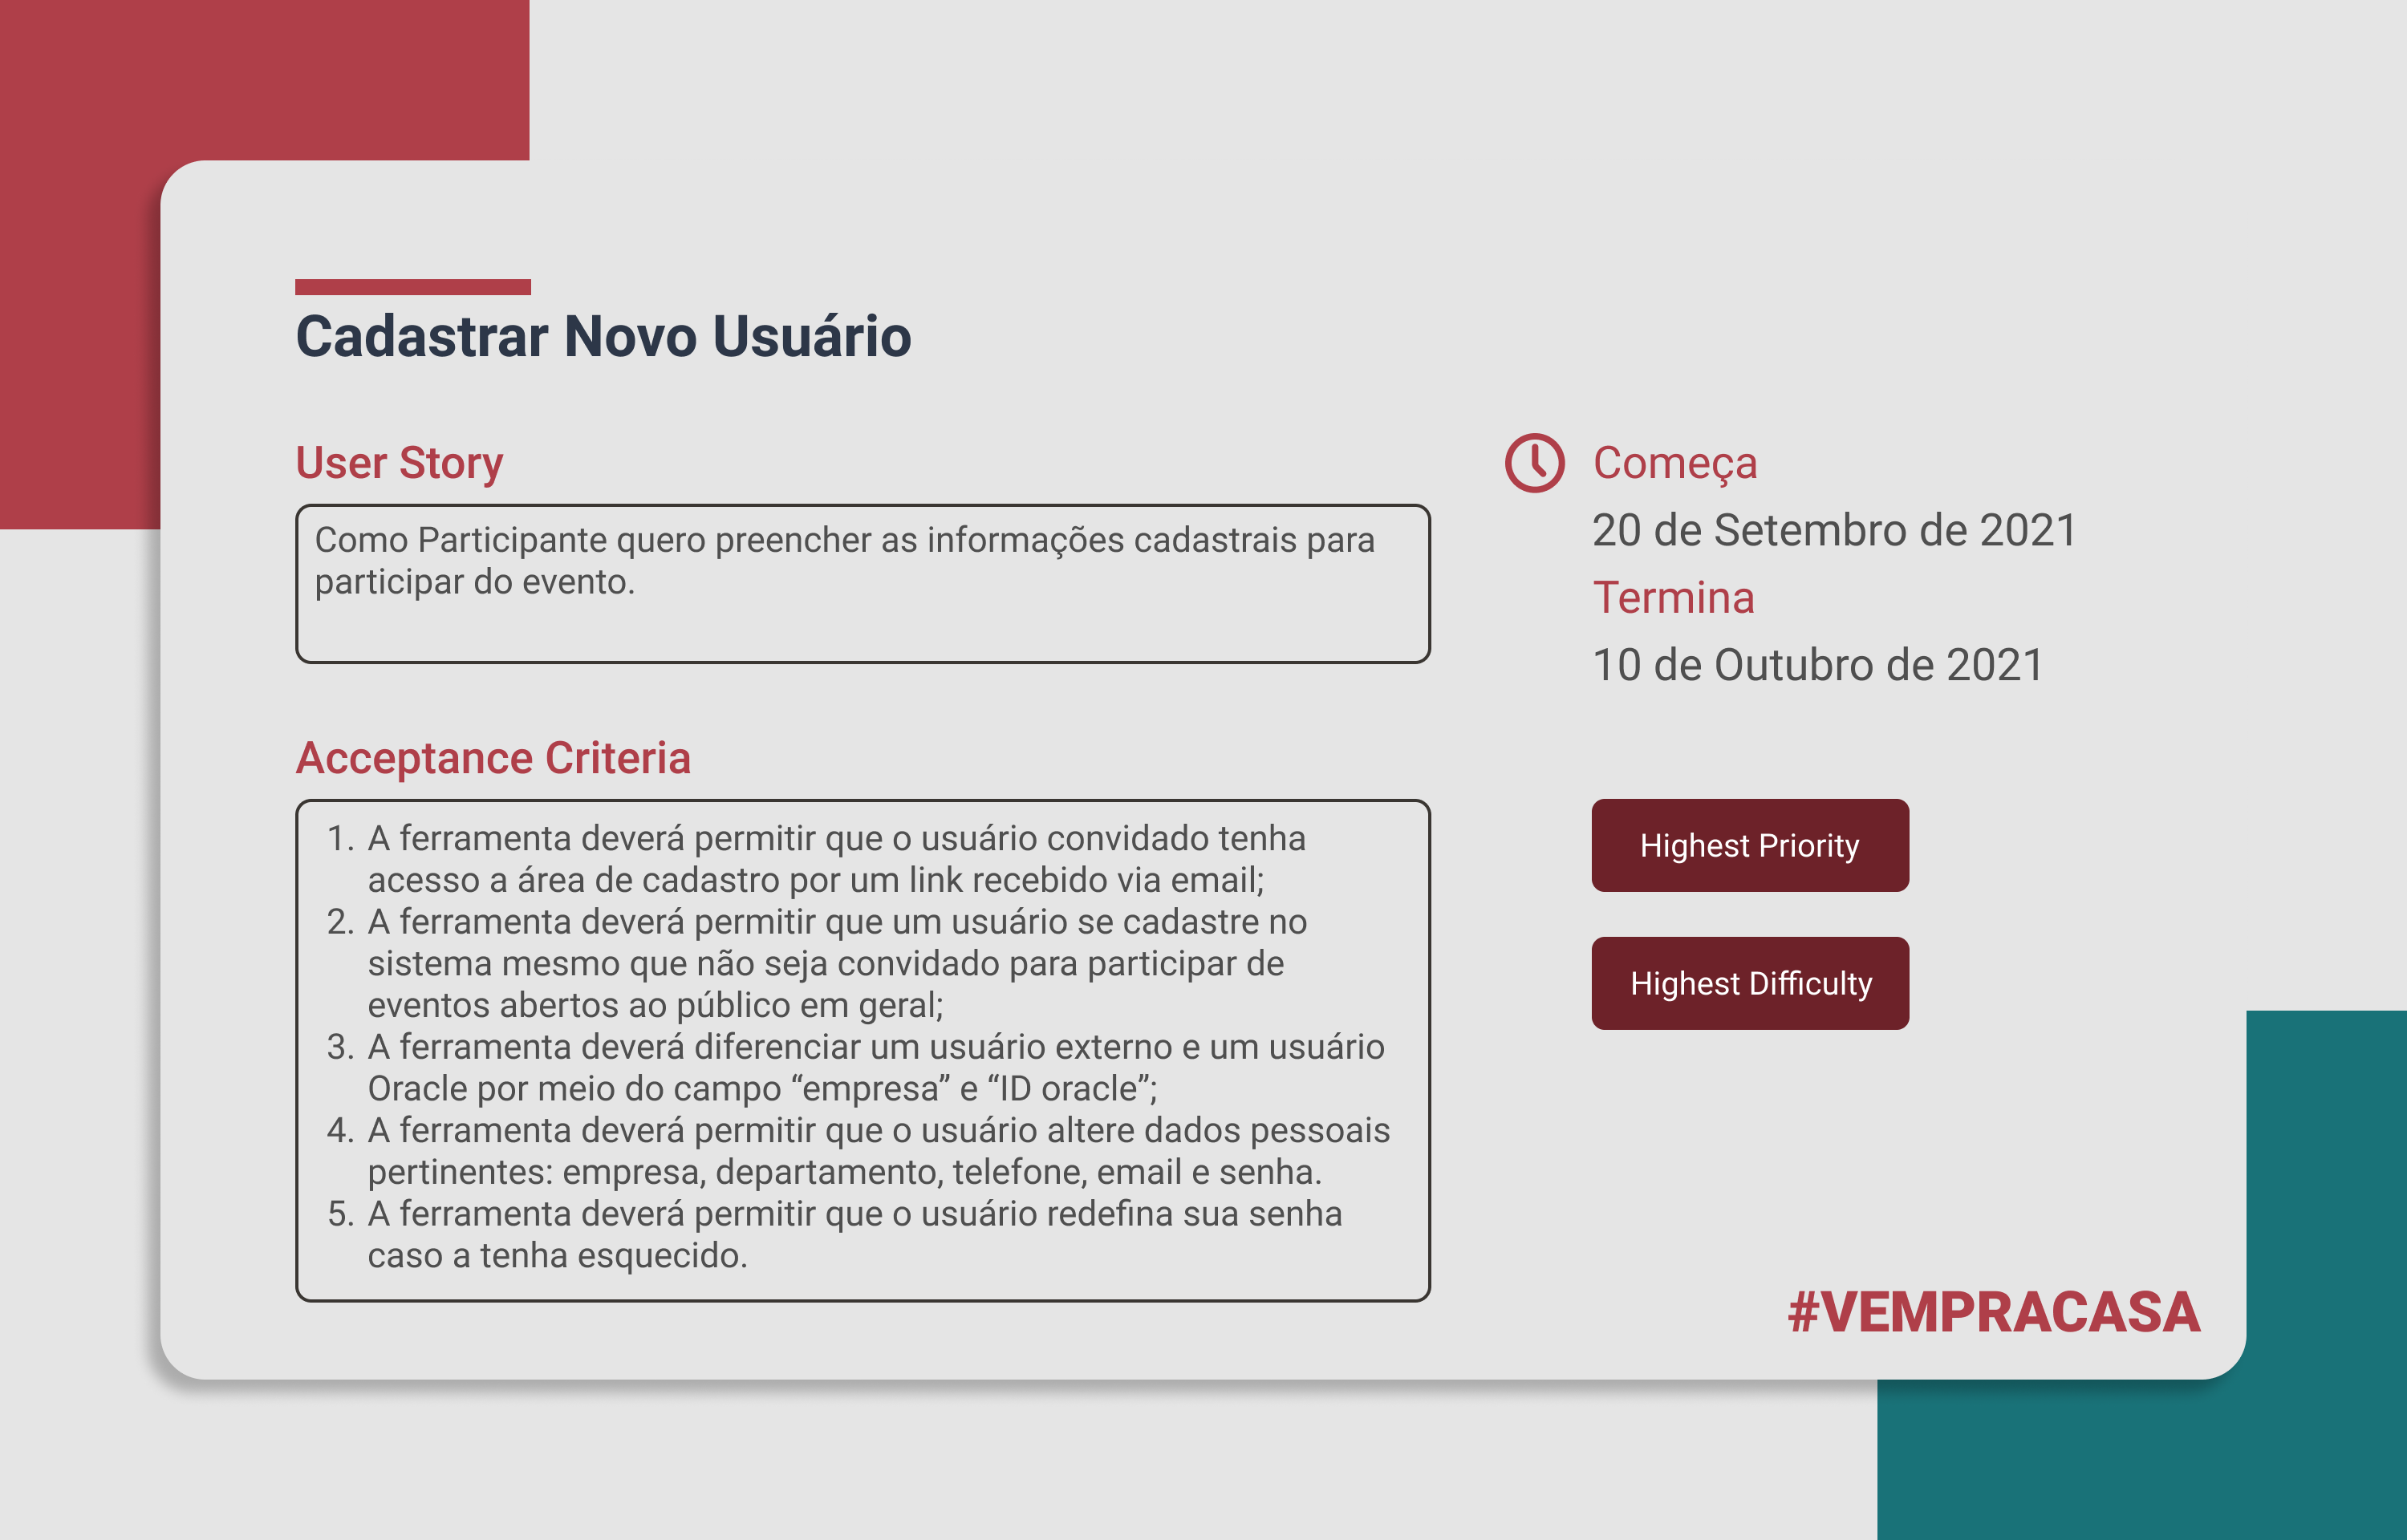 Cadastrar Novo Usuário
User Story
Como Participante quero preencher as informações cadastrais para
participar do evento.
Acceptance Criteria
1. A ferramenta deverá permitir que o usuário convidado tenha
acesso a área de cadastro por um link recebido via email;
2. A ferramenta deverá permitir que um usuário se cadastre no
sistema mesmo que não seja convidado para participar de
eventos abertos ao público em geral;
3. A ferramenta deverá diferenciar um usuário externo e um usuário
Oracle por meio do campo “empresa” e “ID oracle”;
4. A ferramenta deverá permitir que o usuário altere dados pessoais
pertinentes: empresa, departamento, telefone, email e senha.
5. A ferramenta deverá permitir que o usuário redefina sua senha
caso a tenha esquecido.
Começa
20 de Setembro de 2021
Termina
10 de Outubro de 2021
Highest Priority
Highest Difficulty
#VEMPRACASA